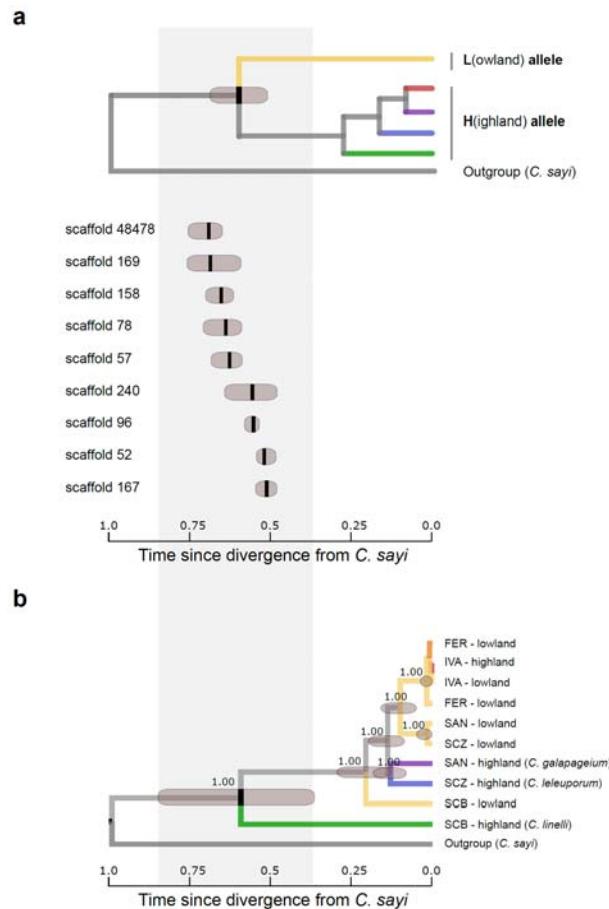 a
L(owland) allele
H(ighland) allele
Outgroup (C. sayi)
scaffold 48478
scaffold 169
scaffold 158
scaffold 78
scaffold 57
scaffold 240
scaffold 96
scaffold 52
scaffold 167
1.0 0.75 0.5 0.25 0.0
Time since divergence from C. sayi
b
FER - lowland
1.00 IVA - highland
IVA - lowland
1.00 FER - lowland
1.00 SAN - lowland
1.00 SCZ - lowland
1.00 1.00 SAN - highland (C. galapageium)
1.00 SCZ - highland (C. leleuporum)
SCB - lowland
SCB - highland (C. linelli)
Outgroup (C. sayi)
1.0 0.75 0.5 0.25 0.0
Time since divergence from C. sayi